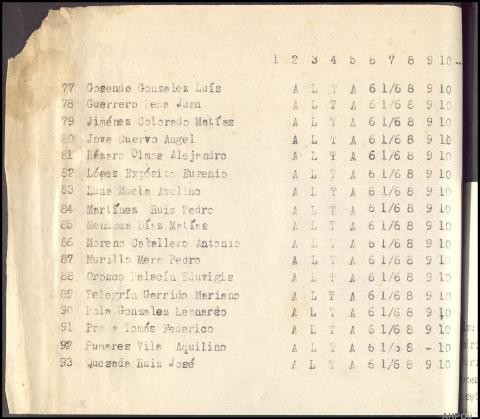 1 2 3 4 5 6 7 8 9 10
77 Gosende Gonzalez Luís A L T A 6 1/6 8 9 10
78 Guerrero Peña Juan A L T A 6 1/6 8 9 10
79 Jiménez Colorado Matías A L T A 6 1/6 8 9 10
80 Jove Cuervo Angel A L T A 6 1/6 8 9 10
81 Lázaro Olmos Alejandro A L T A 6 1/6 8 9 10
82 López Expósito Eugenio A L T A 6 1/6 8 9 10
83 Luna Muela Avelino A L T A 6 1/6 8 9 10
84 Martínez Ruiz Pedro A L T A 6 1/6 8 9 10
85 Mendoza Díaz Matías A L T A 6 1/6 8 9 10
86 Moreno Caballero Antonio A L T A 6 1/6 8 9 10
87 Murillo Mera Pedro A L T A 6 1/6 8 9 10
88 Orozco Palacín Eduvigis A L T A 6 1/6 8 9 10
89 Pelegrín Garrido Mariano A L T A 6 1/6 8 9 10
90 Pola Gonzalez Leonardo A L T A 6 1/6 8 9 10
91 Tomás Federico A L T A 6 1/6 8 9 10
92 Pumares Vila Aquilino A L T A 6 8 - 10
93 Quesada Ruiz José A L T A 6 1/6 8 9 10